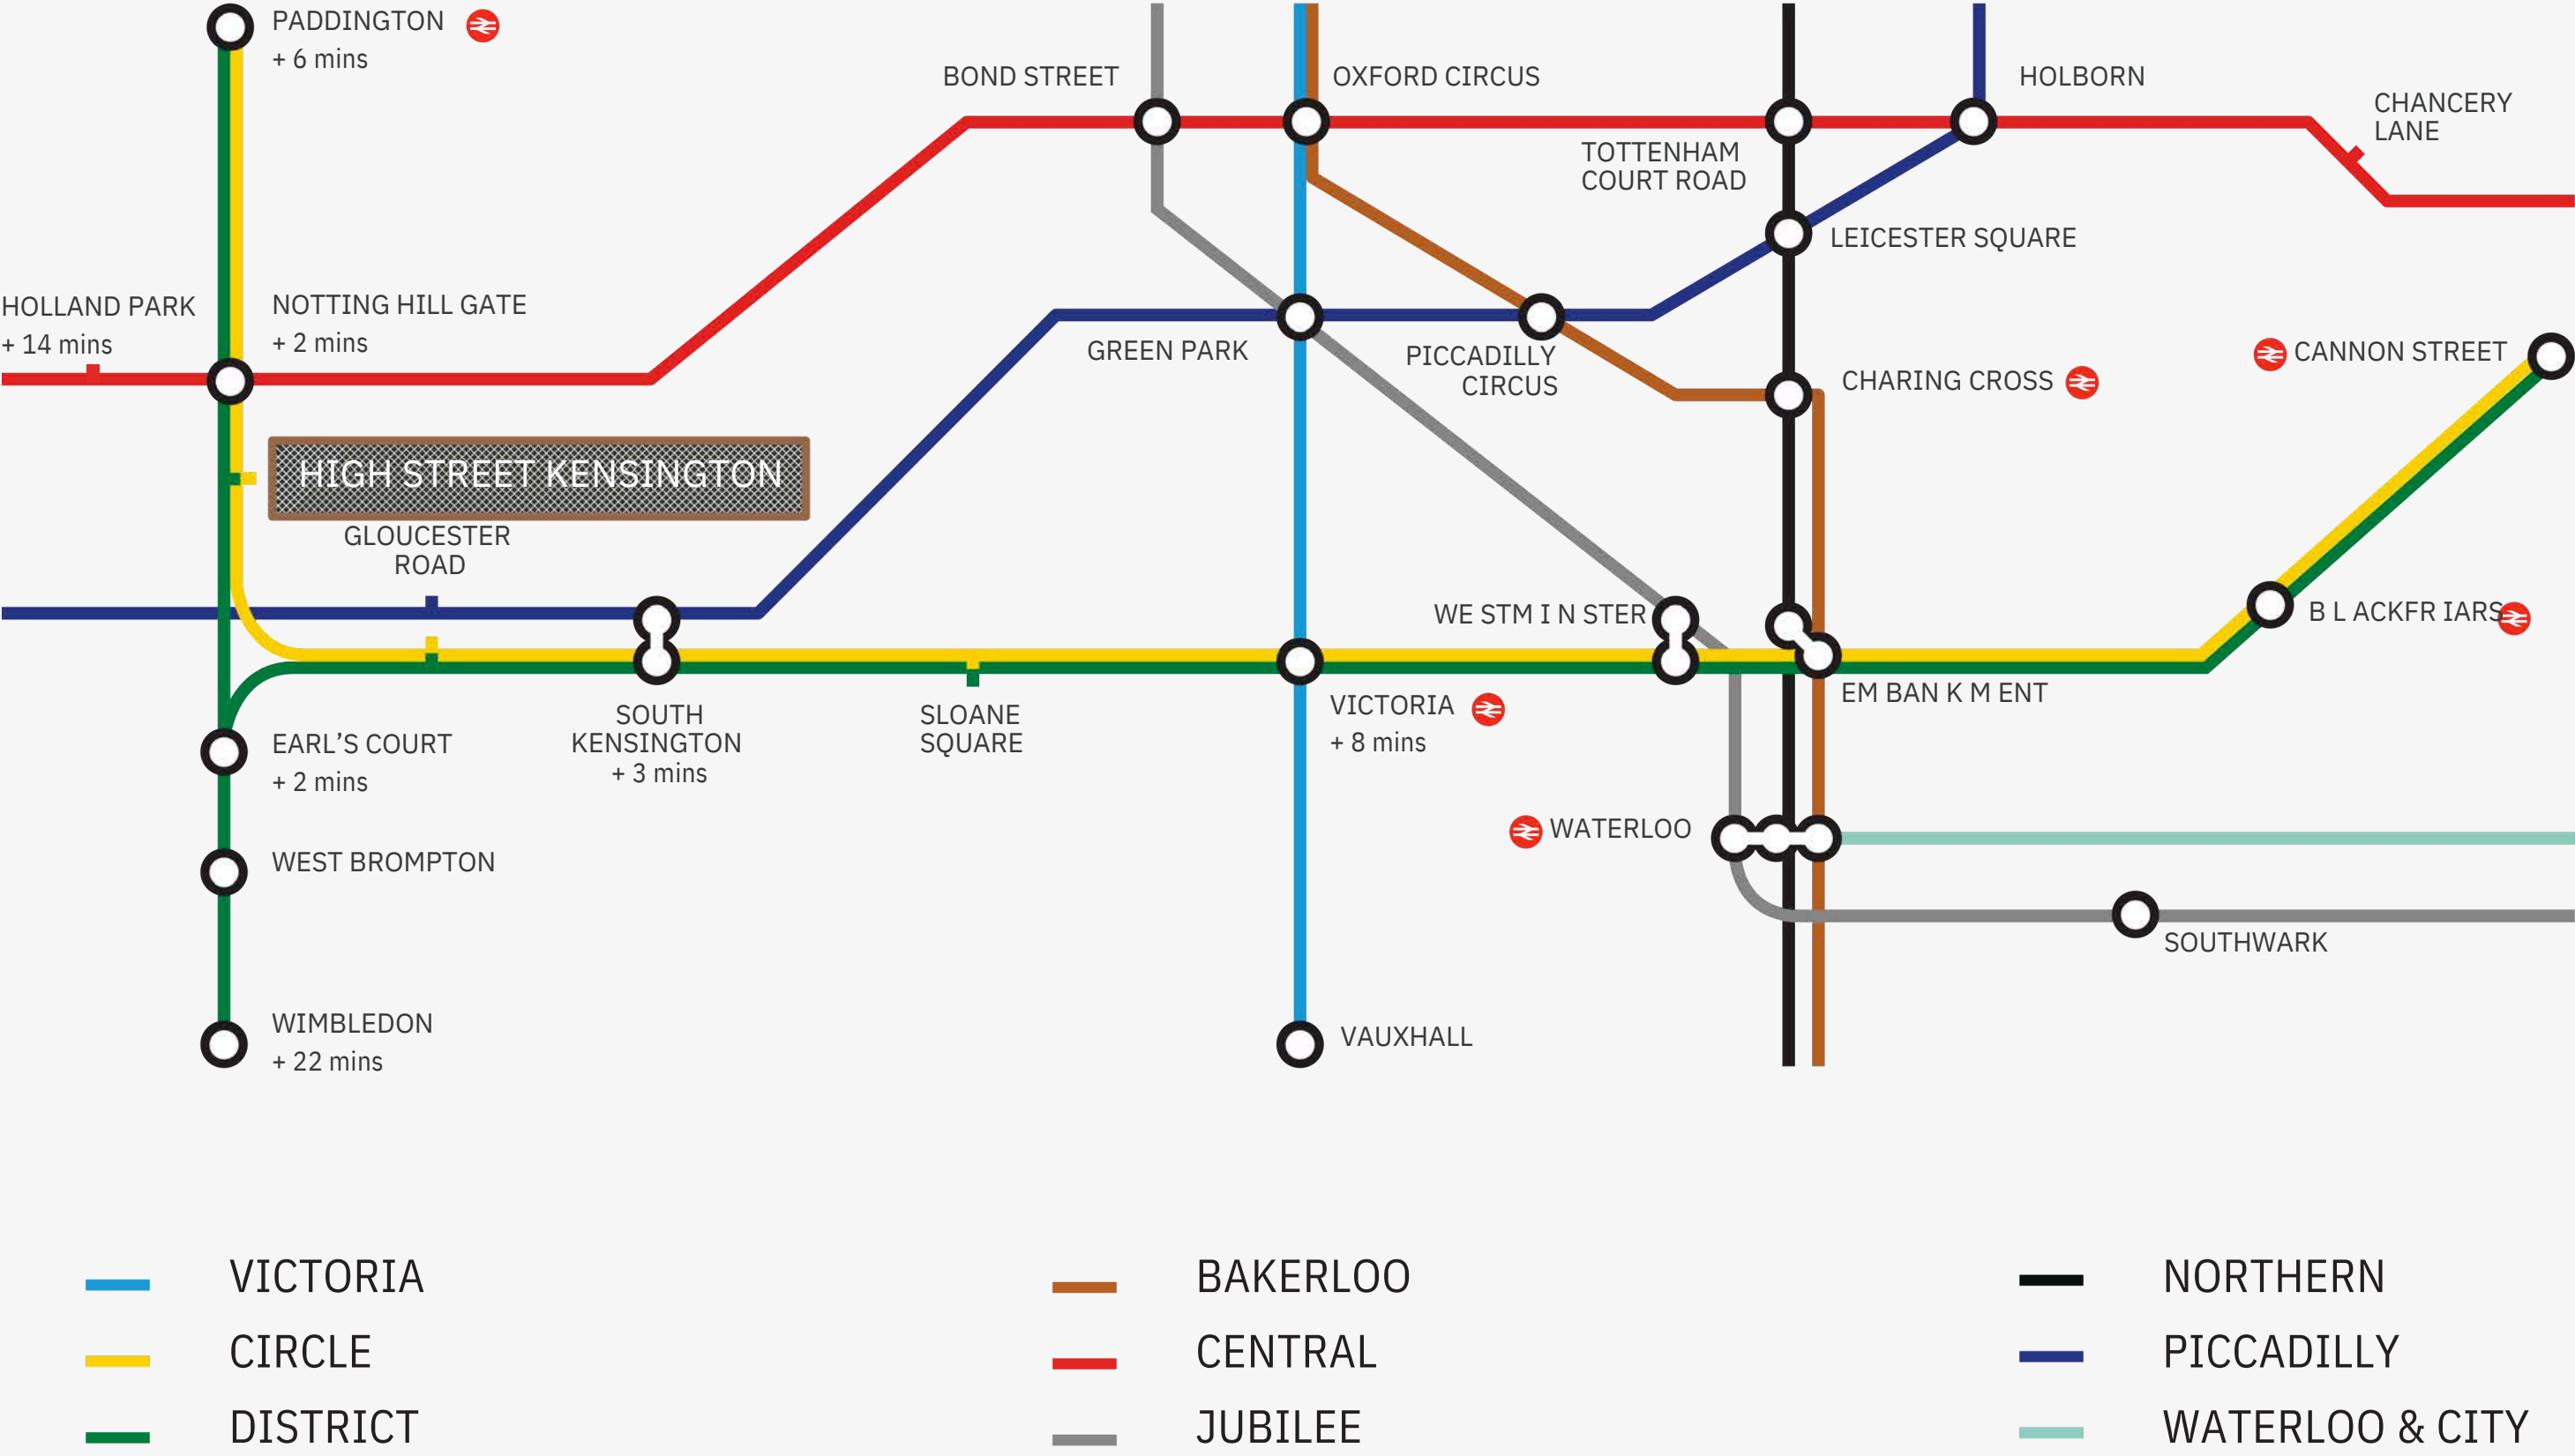 PADDINGTON
+ 6 mins
BOND STREET
OXFORD CIRCUS
HOLBORN
CHANCERY
LANE
TOTTENHAM
COURT ROAD
LEICESTER SQUARE
HOLLAND PARK
+ 14 mins
NOTTING HILL GATE
+ 2 mins
GREEN PARK
PICCADILLY
CIRCUS
CHARING CROSS
CANNON STREET
HIGH STREET KENSINGTON
GLOUCESTER
ROAD
WE STM I N STER
B L ACKFR IARS
EM BAN K M ENT
EARL’S COURT
+ 2 mins
SOUTH
KENSINGTON
+ 3 mins
SLOANE
SQUARE
VICTORIA
+ 8 mins
WATERLOO
WEST BROMPTON
SOUTHWARK
WIMBLEDON
+ 22 mins
VAUXHALL
VICTORIA
CIRCLE
DISTRICT
BAKERLOO
CENTRAL
JUBILEE
NORTHERN
PICCADILLY
WATERLOO & CITY